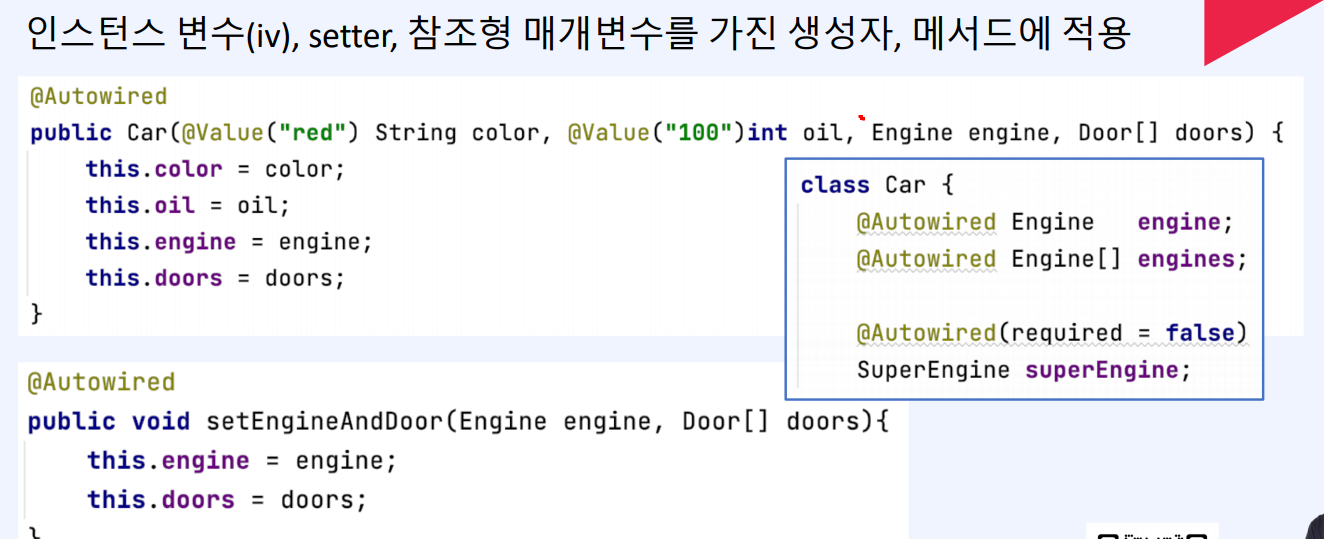 인스턴스 변수(iv), setter, 참조형 매개변수를 가진 생성자, 메서드에 적용
@Autowired
public Car(@Value("red") String color, @Value("100")int oil, Engine engine, Door[] doors) {
this.color = color;
this.oil = oil;
this.engine = engine;
this.doors = doors;
}
class Car {
@Autowired Engine engine;
@Autowired Engine[] engines;
@Autowired(required = false)
SuperEngine superEngine;
@Autowired
public void setEngineAndDoor(Engine engine, Door[] doors){
this.engine = engine;
this.doors = doors;
}